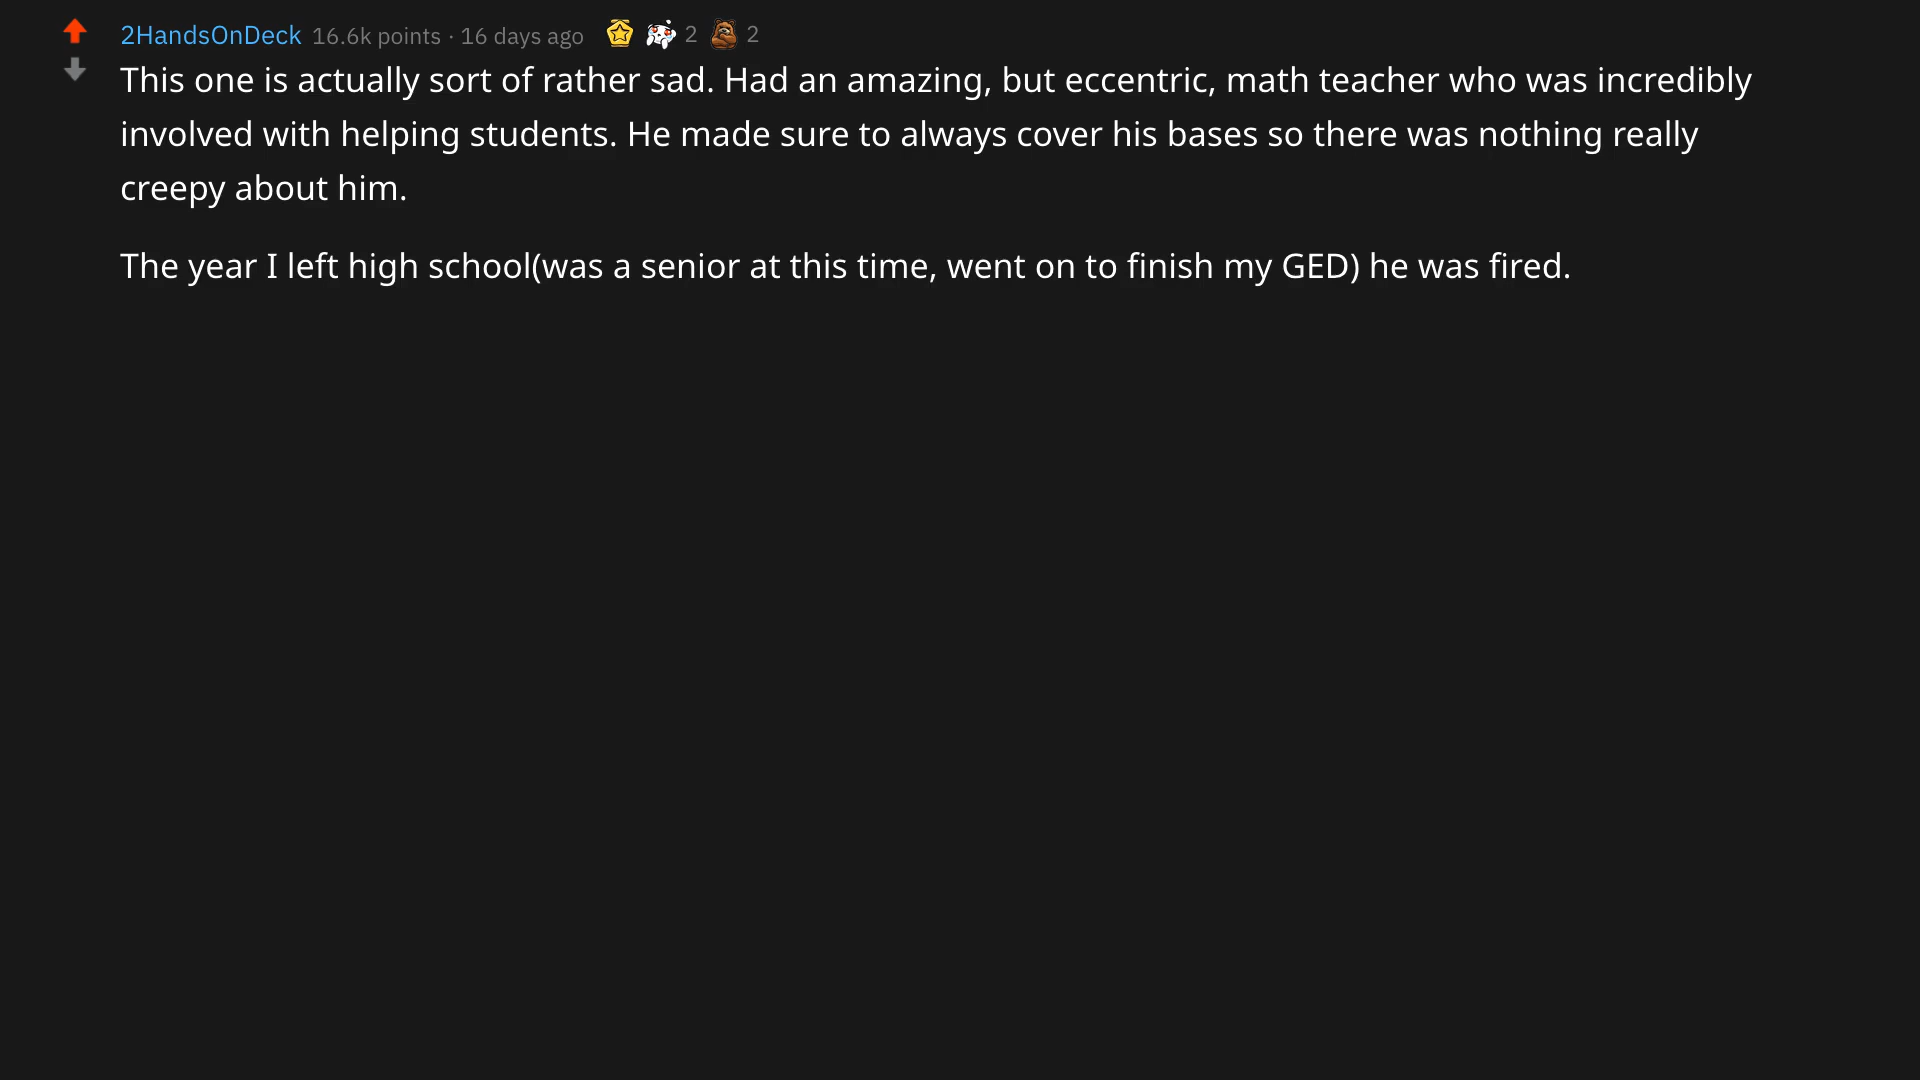 2HandsOnDeck 16.6k points · 16 days ago 2 2
This one is actually sort of rather sad. Had an amazing, but eccentric, math teacher who was incredibly
involved with helping students. He made sure to always cover his bases so there was nothing really
creepy about him.
The year I left high school(was a senior at this time, went on to finish my GED) he was fired.